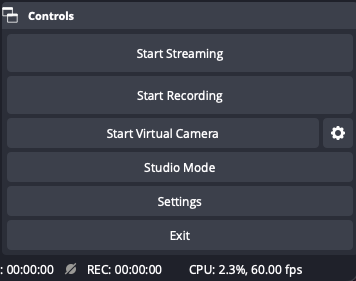 Controls
Start Streaming
Start Recording
Start Virtual Camera
Studio Mode
Settings
Exit
: 00:00:00 REC: 00:00:00 CPU: 2.3%, 60.00 fps